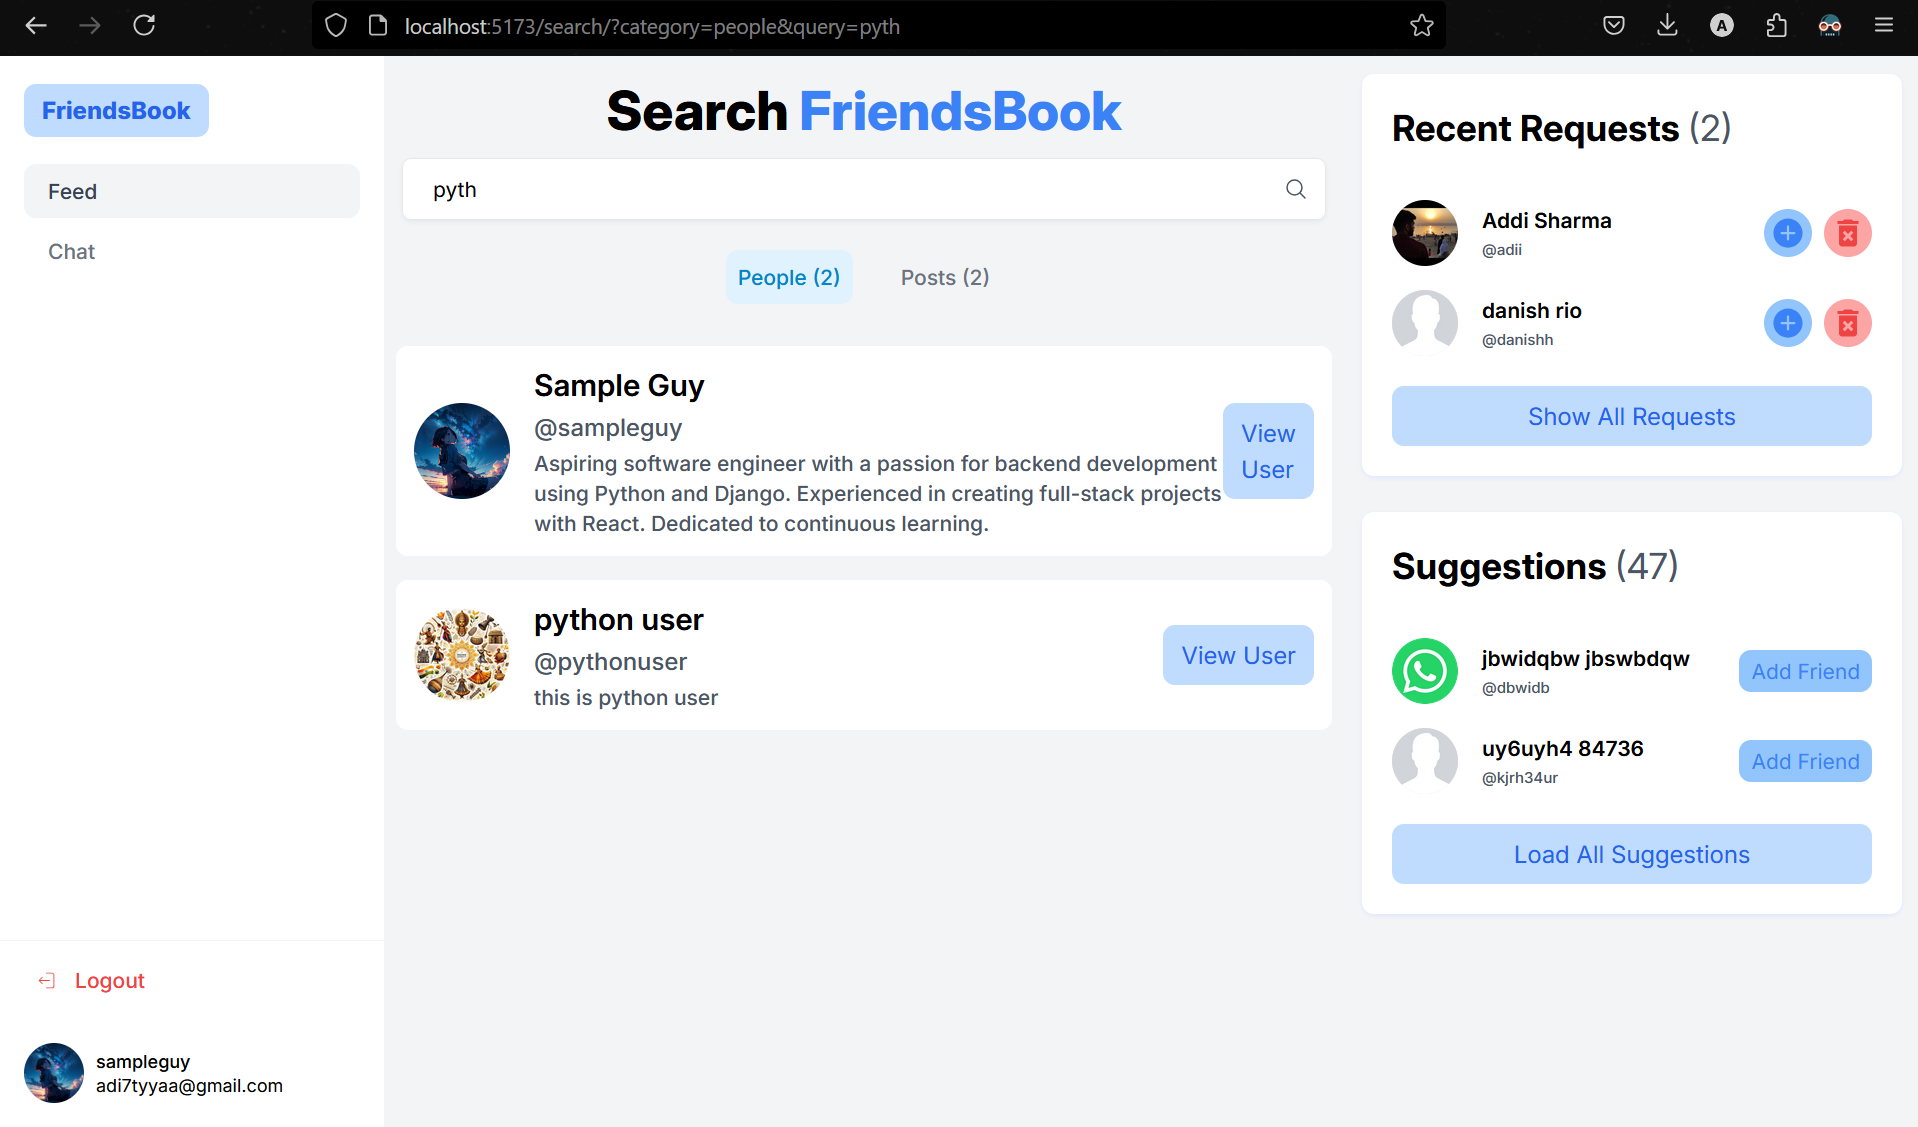 localhost:5173/search/?category=people&query=pyth
A
FriendsBook
Feed
Chat
Logout
sampleguy
adi7tyyaa@gmail.com
Search FriendsBook
pyth
People (2)
Posts (2)
Sample Guy
@sampleguy
Aspiring software engineer with a passion for backend development
using Python and Django. Experienced in creating full-stack projects
with React. Dedicated to continuous learning.
View
User
python user
@pythonuser
this is python user
View User
Recent Requests (2)
Addi Sharma
@adii
danish rio
@danishh
Show All Requests
Suggestions (47)
jbwidqbw jbswbdqw
@dbwidb
Add Friend
uy6uyh4 84736
@kjrh34ur
Add Friend
Load All Suggestions